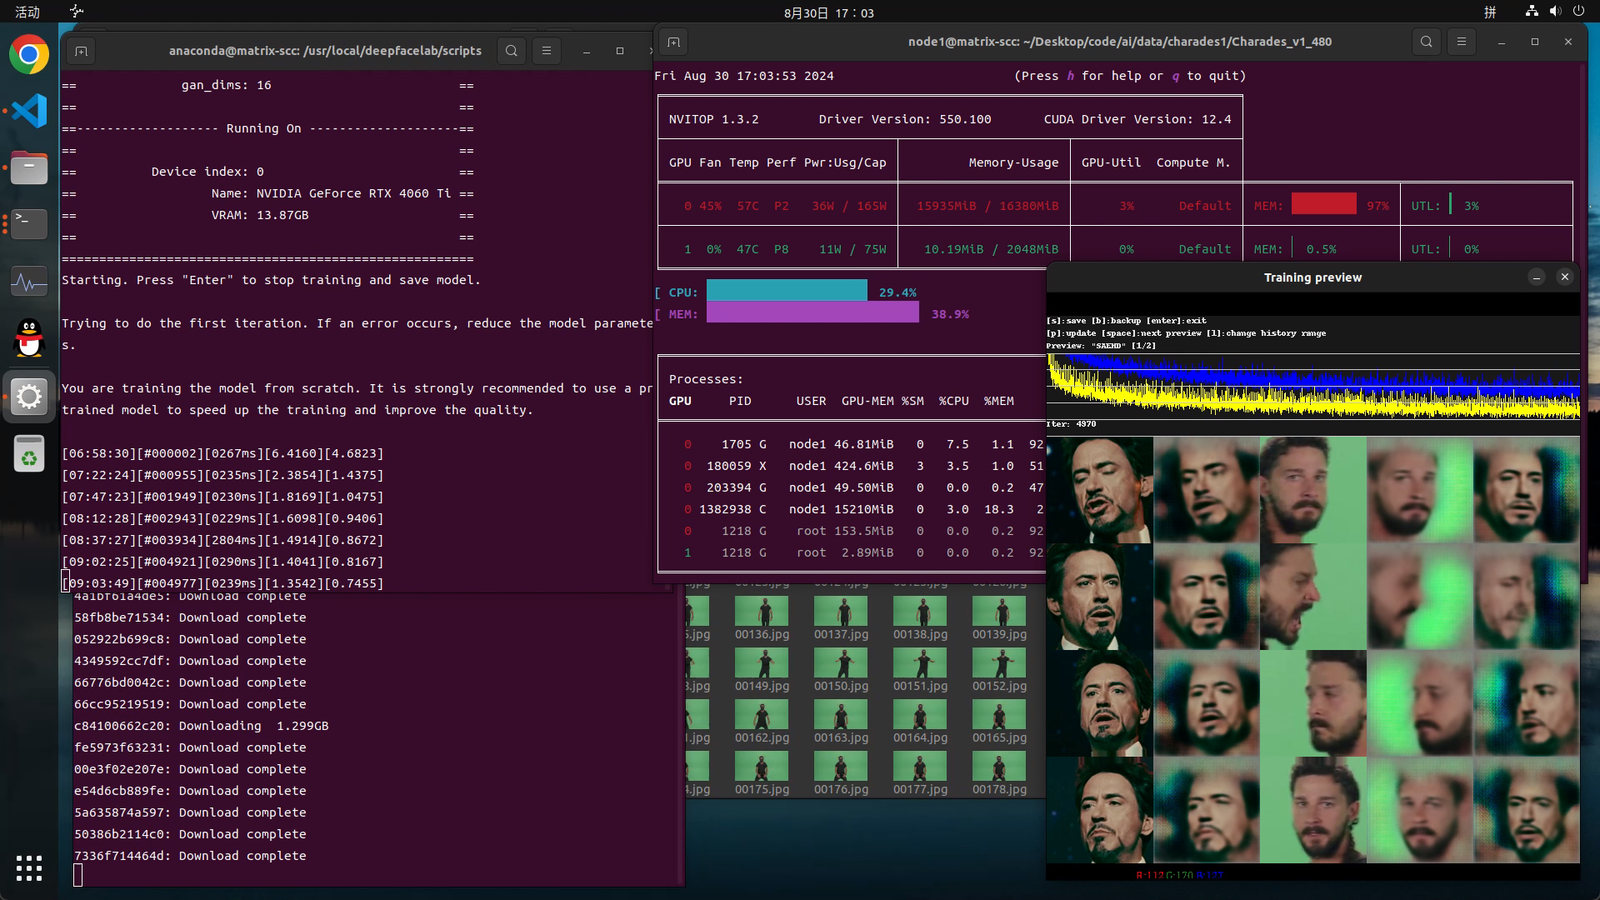 活动
8月30日 17：03
拼
anaconda@matrix-scc: /usr/local/deepfacelab/scripts
== gan_dims: 16 ==
== ==
==------------------- Running On --------------------==
== ==
== Device index: 0 ==
== Name: NVIDIA GeForce RTX 4060 Ti ==
== VRAM: 13.87GB ==
== ==
=======================================================
Starting. Press "Enter" to stop training and save model.
Trying to do the first iteration. If an error occurs, reduce the model paramete
s.
You are training the model from scratch. It is strongly recommended to use a pr
trained model to speed up the training and improve the quality.
[06:58:30][#000002][0267ms][6.4160][4.6823]
[07:22:24][#000955][0235ms][2.3854][1.4375]
[07:47:23][#001949][0230ms][1.8169][1.0475]
[08:12:28][#002943][0229ms][1.6098][0.9406]
[08:37:27][#003934][2804ms][1.4914][0.8672]
[09:02:25][#004921][0290ms][1.4041][0.8167]
[09:03:49][#004977][0239ms][1.3542][0.7455]
4a1bf61a4de5: Download complete
58fb8be71534: Download complete
052922b699c8: Download complete
4349592cc7df: Download complete
66776bd0042c: Download complete
66cc95219519: Download complete
c84100662c20: Downloading 1.299GB
fe5973f63231: Download complete
00e3f02e207e: Download complete
e54d6cb889fe: Download complete
5a635874a597: Download complete
50386b2114c0: Download complete
7336f714464d: Download complete
node1@matrix-scc: ~/Desktop/code/ai/data/charades1/Charades_v1_480
Fri Aug 30 17:03:53 2024 (Press h for help or q to quit)
NVITOP 1.3.2 Driver Version: 550.100 CUDA Driver Version: 12.4
GPU Fan Temp Perf Pwr:Usg/Cap Memory-Usage GPU-Util Compute M.
0 45% 57C P2 36W / 165W 15935MiB / 16380MiB 3% Default MEM: 97% UTL: 3%
1 0% 47C P8 11W / 75W 10.19MiB / 2048MiB 0% Default MEM: 0.5% UTL: 0%
[ CPU: 29.4%
[ MEM: 38.9%
Processes:
GPU PID USER GPU-MEM %SM %CPU %MEM
0 1705 G node1 46.81MiB 0 7.5 1.1 92
0 180059 X node1 424.6MiB 3 3.5 1.0 51
0 203394 G node1 49.50MiB 0 0.0 0.2 47
0 1382938 C node1 15210MiB 0 3.0 18.3 2
0 1218 G root 153.5MiB 0 0.0 0.2 92
1 1218 G root 2.89MiB 0 0.0 0.2 92
5.jpg 00136.jpg 00137.jpg 00138.jpg 00139.jpg
.jpg 00149.jpg 00150.jpg 00151.jpg 00152.jpg
.jpg 00162.jpg 00163.jpg 00164.jpg 00165.jpg
.jpg 00175.jpg 00176.jpg 00177.jpg 00178.jpg
Training preview
[s]:save [b]:backup [enter]:exit
[p]:update [space]:next preview [l]:change history range
Preview: "SAEHD" [1/2]
Iter: 4970
R:112 G:170 B:127